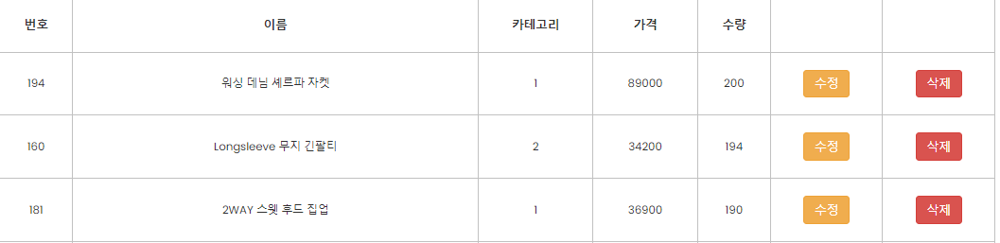 번호 이름 카테고리 가격 수량
194 워싱 데님 셰르파 자켓 1 89000 200 수정 삭제
160 Longsleeve 무지 긴팔티 2 34200 194 수정 삭제
181 2WAY 스웻 후드 집업 1 36900 190 수정 삭제